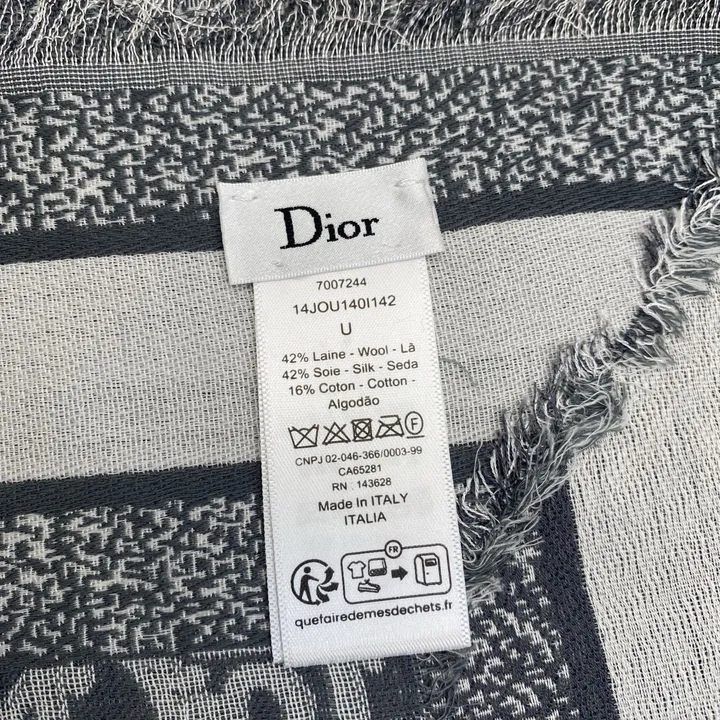 Dior
7007244
14JOU140I142
U
42% Laine - Wool - Là
42% Soie - Silk - Seda
16% Coton - Cotton -
Algodão
F
CNPJ 02-046-366/0003-99
CA65281
RN : 143628
Made In ITALY
ITALIA
FR
quefairedemesdechets.fr